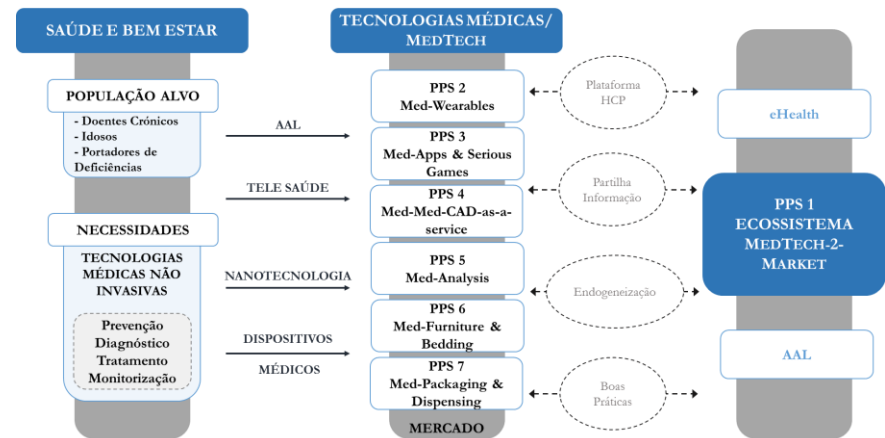 SAÚDE E BEM ESTAR
POPULAÇÃO ALVO
- Doentes Crónicos
- Idosos
- Portadores de
Deficiências
NECESSIDADES
TECNOLOGIAS
MÉDICAS NÃO
INVASIVAS
Prevenção
Diagnóstico
Tratamento
Monitorização
AAL
TELE SAÚDE
NANOTECNOLOGIA
DISPOSITIVOS
MÉDICOS
TECNOLOGIAS MÉDICAS/
MEDTECH
PPS 2
Med-Wearables
PPS 3
Med-Apps & Serious
Games
PPS 4
Med-Med-CAD-as-a-
service
PPS 5
Med-Analysis
PPS 6
Med-Furniture &
Bedding
PPS 7
Med-Packaging &
Dispensing
MERCADO
Plataforma
HCP
Partilha
Informação
Endogeneização
Boas
Práticas
eHealth
PPS 1
ECOSSISTEMA
MEDTECH-2-
MARKET
AAL